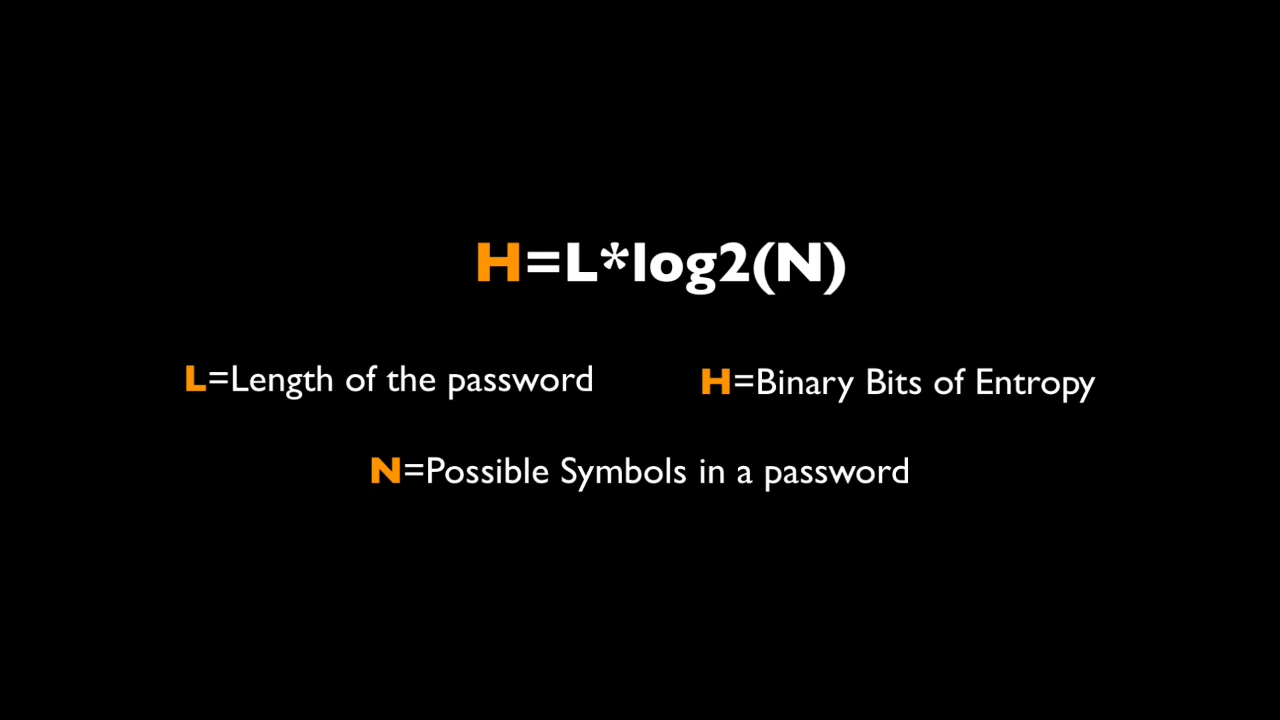 H=L*log2(N)
L=Length of the password
H=Binary Bits of Entropy
N=Possible Symbols in a password